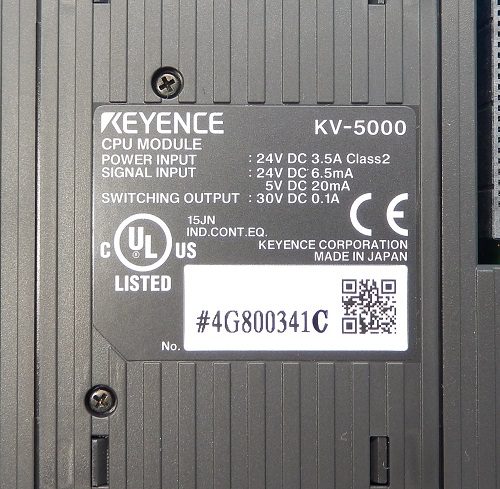 KEYENCE KV-5000
CPU MODULE
POWER INPUT : 24V DC 3.5A Class2
SIGNAL INPUT : 24V DC 6.5mA
5V DC 20mA
SWITCHING OUTPUT : 30V DC 0.1A
15JN
IND.CONT.EQ.
CE
C UL ® US
LISTED
KEYENCE CORPORATION
MADE IN JAPAN
No. #4G800341C